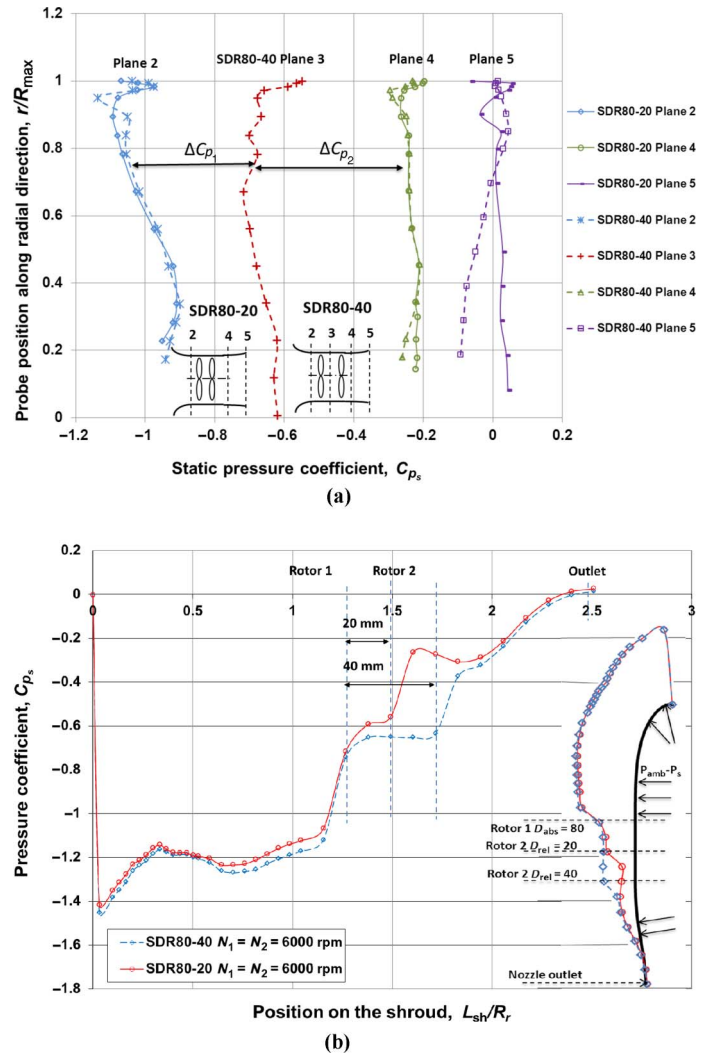 Plane 2
SDR80-40 Plane 3
Plane 4
Plane 5
1.2
1
0.8
0.6
0.4
0.2
0
Probe position along radial direction, r/Rmax
ΔCp1
ΔCp2
SDR80-20
2 4 5
SDR80-40
2 3 4 5
−1.2 −1 −0.8 −0.6 −0.4 −0.2 0 0.2
Static pressure coefficient, Cps
SDR80-20 Plane 2
SDR80-20 Plane 4
SDR80-20 Plane 5
SDR80-40 Plane 2
SDR80-40 Plane 3
SDR80-40 Plane 4
SDR80-40 Plane 5
(a)
0.2
0
−0.2
−0.4
−0.6
−0.8
−1
−1.2
−1.4
−1.6
−1.8
Pressure coefficient, Cps
Rotor 1
Rotor 2
Outlet
0 0.5 1 1.5 2 2.5 3
20 mm
40 mm
Pamb-Ps
Rotor 1 Dabs = 80
Rotor 2 Drel = 20
Rotor 2 Drel = 40
Nozzle outlet
SDR80-40 N1 = N2 = 6000 rpm
SDR80-20 N1 = N2 = 6000 rpm
Position on the shroud, Lsh/Rr
(b)